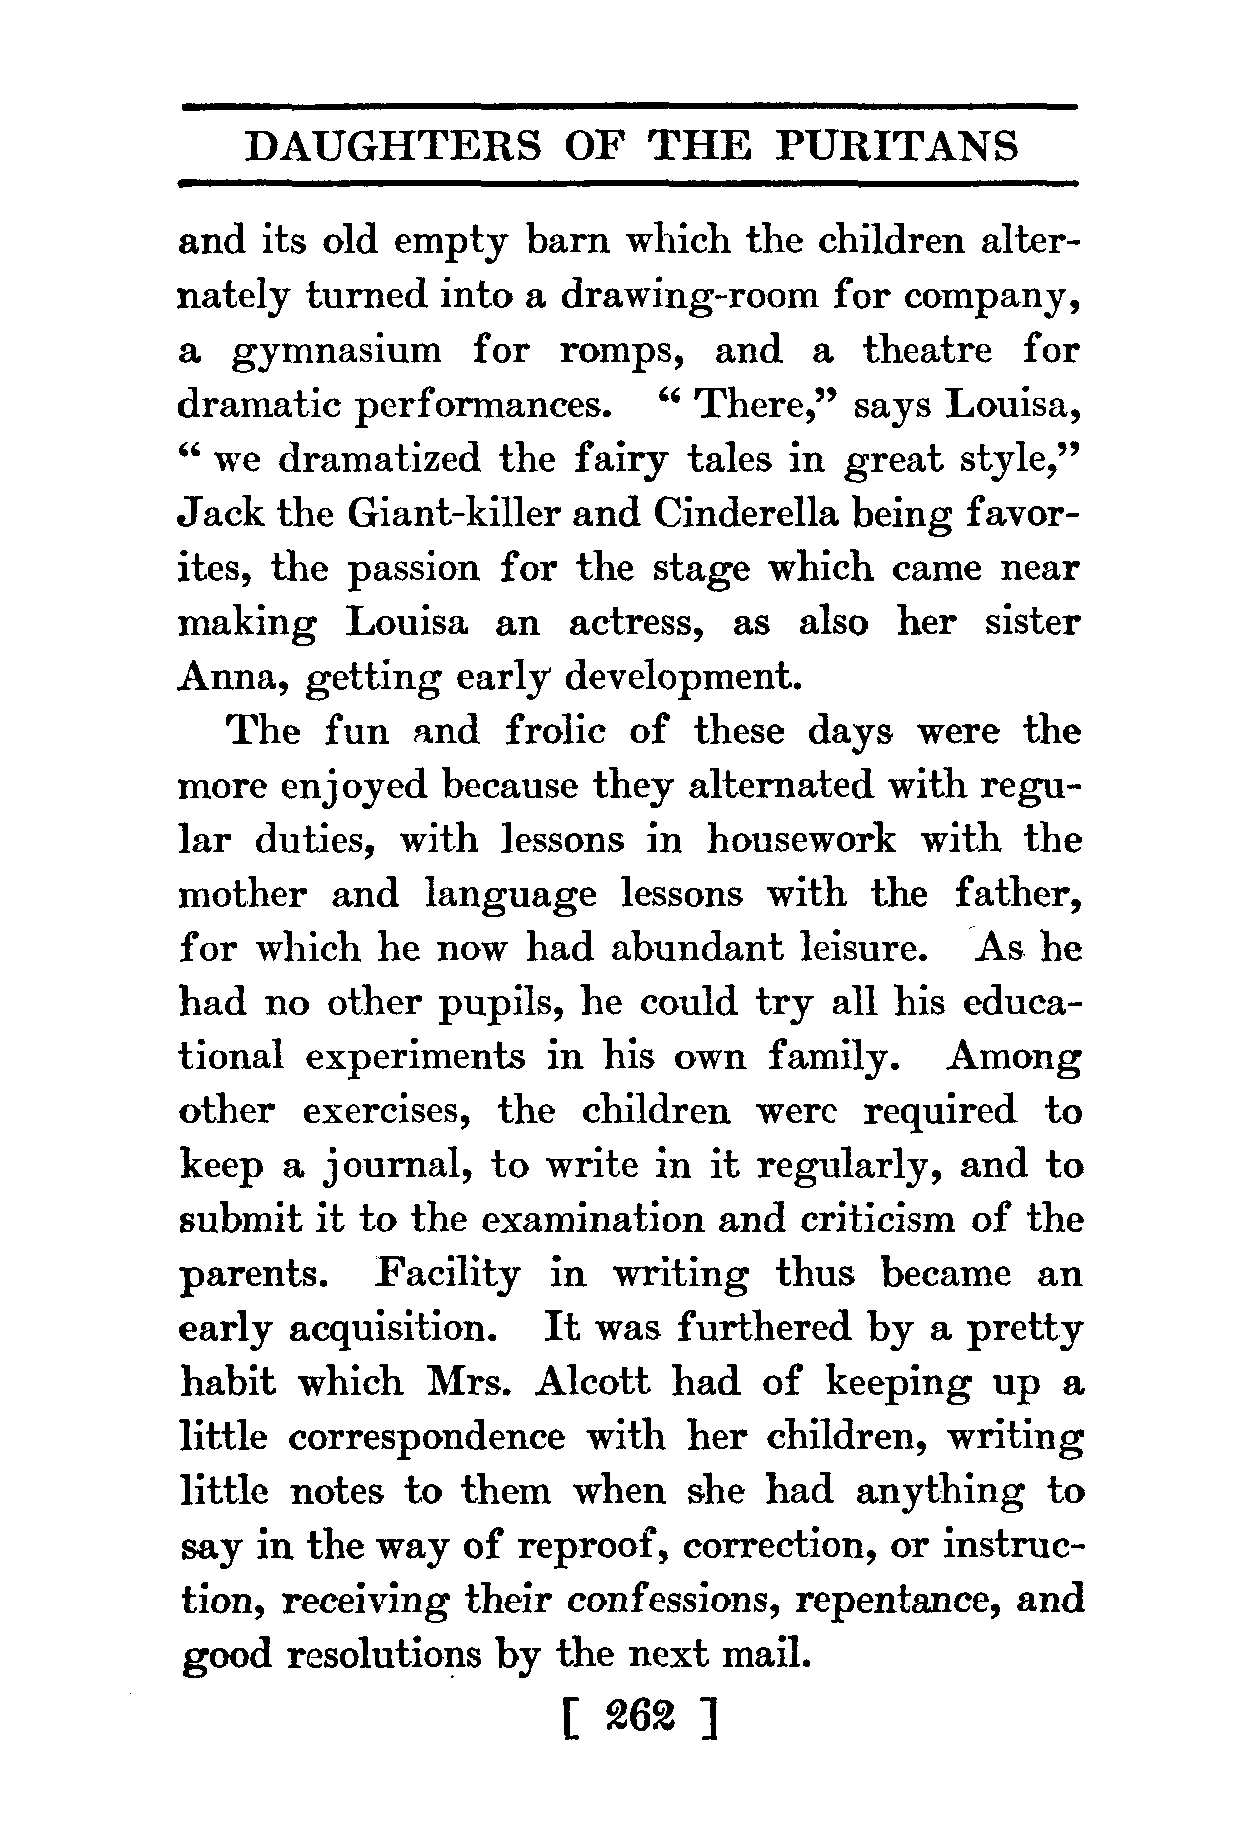 DAUGHTERS OF THE PURITANS
and its old empty barn which the children alter-
nately turned into a drawing-room for company,
a gymnasium for romps, and a theatre for
dramatic performances. “ There,” says Louisa,
“ we dramatized the fairy tales in great style,”
Jack the Giant-killer and Cinderella being favor-
ites, the passion for the stage which came near
making Louisa an actress, as also her sister
Anna, getting early development.
The fun and frolic of these days were the
more enjoyed because they alternated with regu-
lar duties, with lessons in housework with the
mother and language lessons with the father,
for which he now had abundant leisure. As he
had no other pupils, he could try all his educa-
tional experiments in his own family. Among
other exercises, the children were required to
keep a journal, to write in it regularly, and to
submit it to the examination and criticism of the
parents. Facility in writing thus became an
early acquisition. It was furthered by a pretty
habit which Mrs. Alcott had of keeping up a
little correspondence with her children, writing
little notes to them when she had anything to
say in the way of reproof, correction, or instruc-
tion, receiving their confessions, repentance, and
good resolutions by the next mail.
[ 262 ]